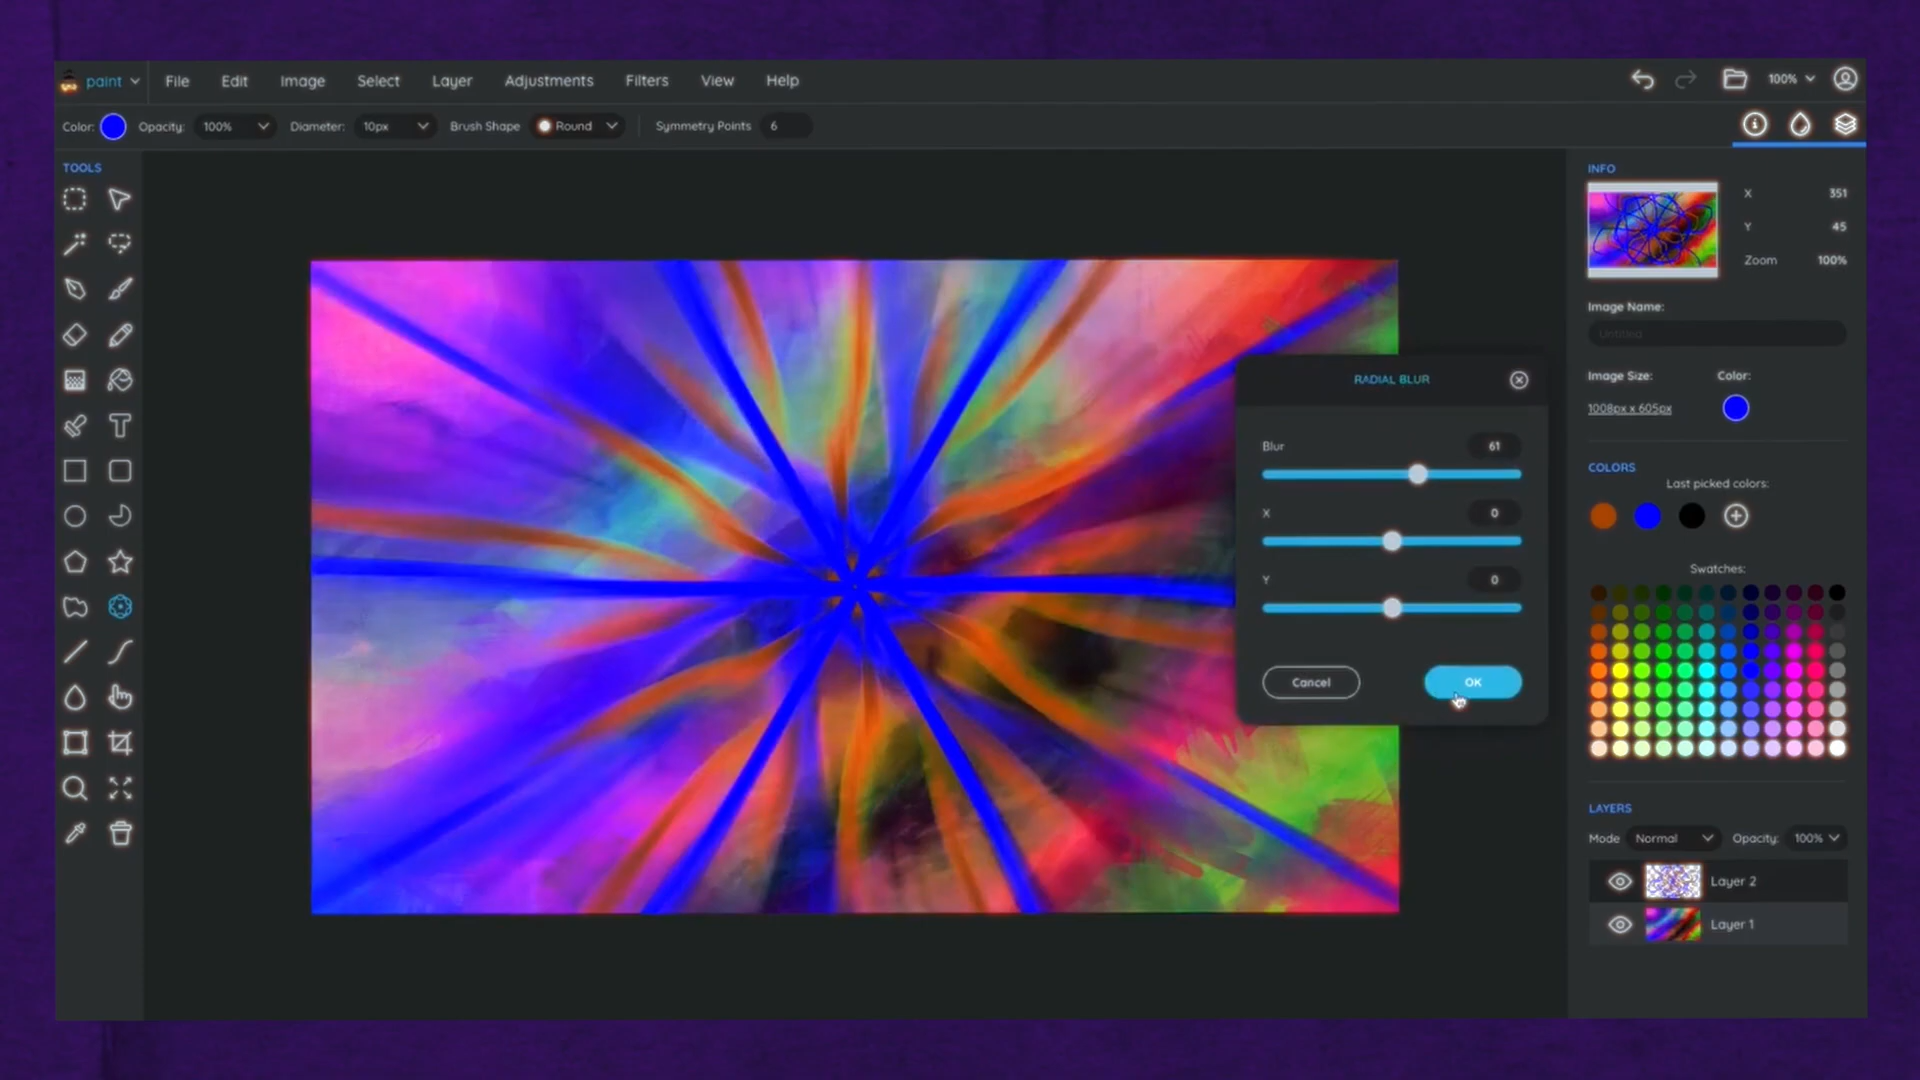 paint File Edit Image Select Layer Adjustments Filters View Help 100%
Color: Opacity: 100% Diameter: 10px Brush Shape Round Symmetry Points 6
TOOLS
INFO
X 351
Y 45
Zoom 100%
Image Name:
Untitled
Image Size: Color:
1008px x 605px
RADIAL BLUR
Blur 61
X 0
Y 0
Cancel OK
COLORS
Last picked colors:
Swatches:
LAYERS
Mode Normal Opacity: 100%
Layer 2
Layer 1